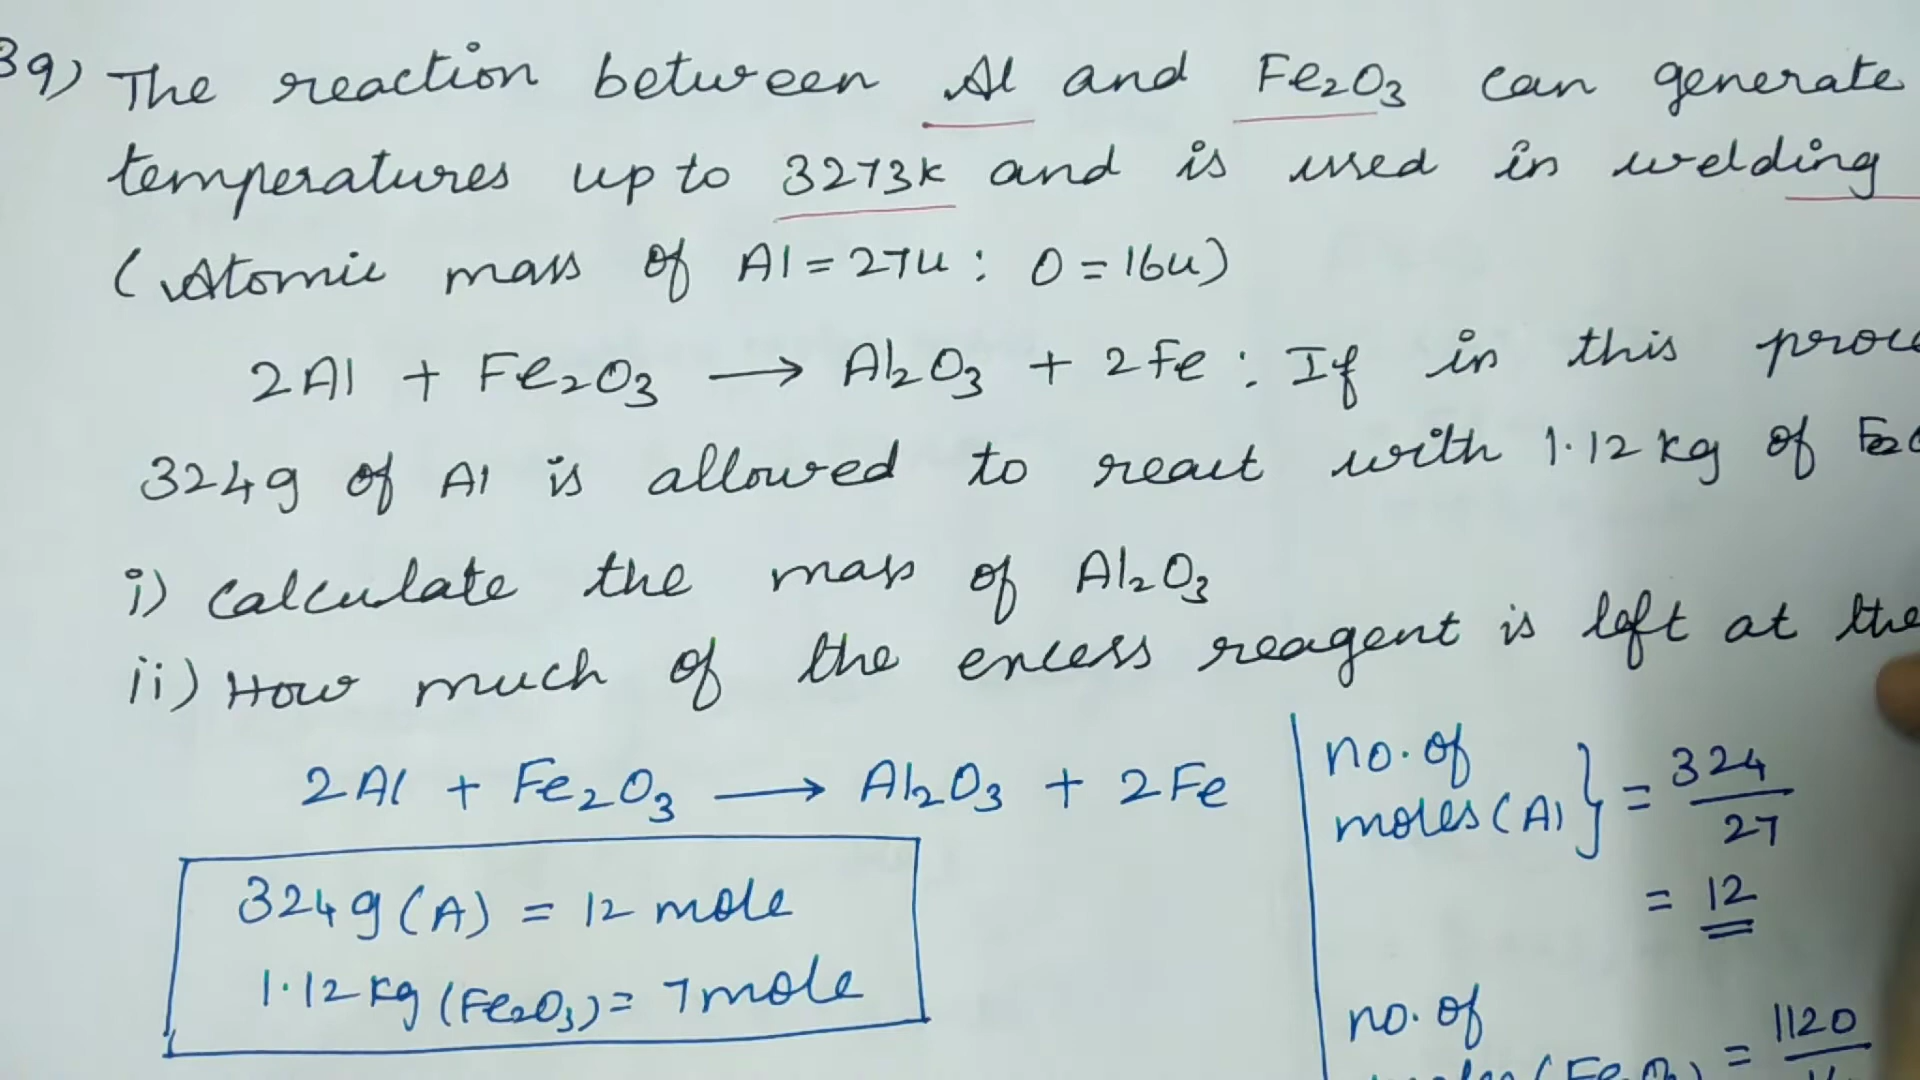 39) The reaction between Al and Fe₂O₃ can generate
temperatures up to 3273K and is used in welding
(Atomic mass of Al = 27u : O = 16u)
2Al + Fe₂O₃ → Al₂O₃ + 2Fe : If in this
324g of Al is allowed to react with 1.12 kg of
i) Calculate the mass of Al₂O₃
ii) How much of the excess reagent is left at the
2Al + Fe₂O₃ → Al₂O₃ + 2Fe
324g (A) = 12 mole
1.12 kg (Fe₂O₃) = 7mole
no. of
moles (Al} = 324/27
= 12
no. of
= 1120